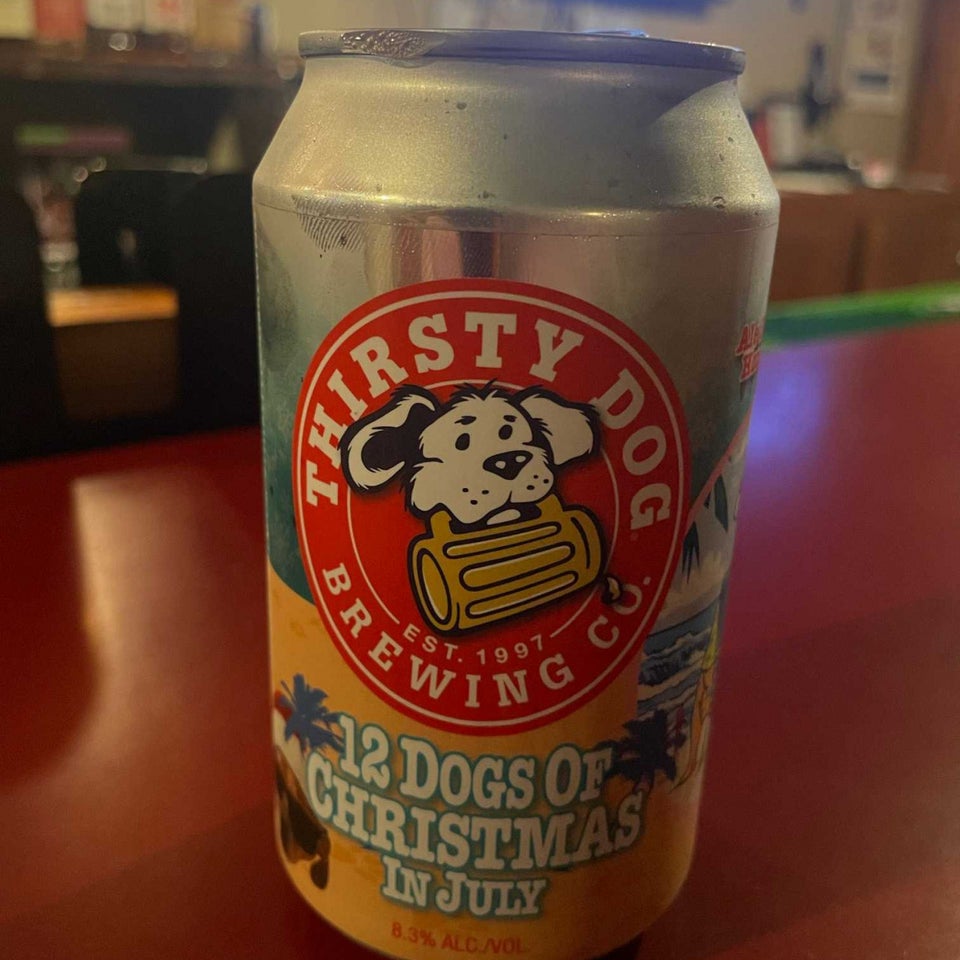 THIRSTY DOG
BREWING CO.
EST. 1997
12 DOGS OF
CHRISTMAS
IN JULY
8.3% ALC./VOL